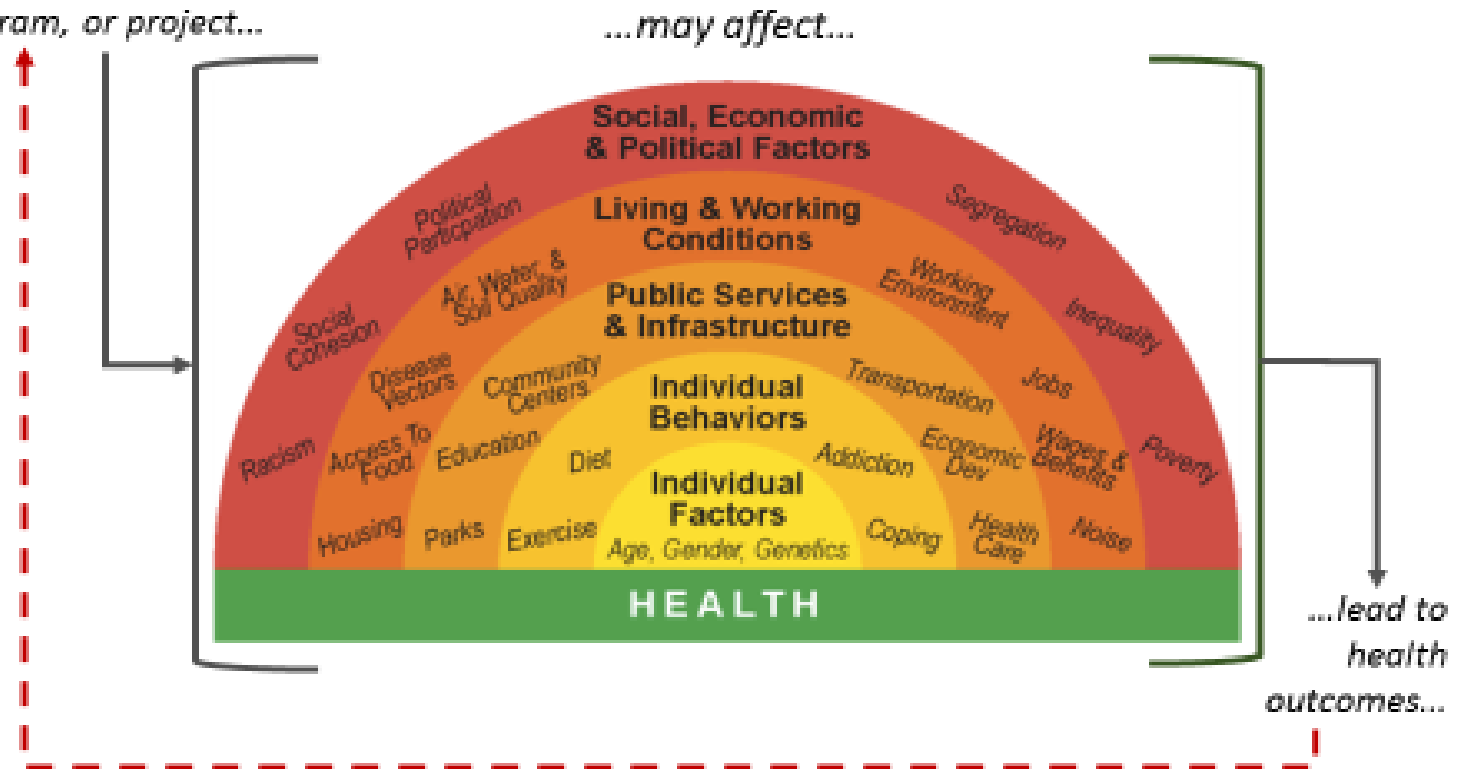 ram, or project...
...may affect...
Social, Economic
& Political Factors
Political
Particpation
Segregation
Social
Cohesion
Inequality
Racism
Poverty
Living & Working
Conditions
Air, Water, &
Soil Quality
Working
Environment
Disease
Vectors
Jobs
Access To
Food
Wages &
Benefits
Housing
Noise
Public Services
& Infrastructure
Community
Centers
Transportation
Education
Economic
Dev
Parks
Health
Care
Individual
Behaviors
Diet
Addiction
Exercise
Coping
Individual
Factors
Age, Gender, Genetics
HEALTH
...lead to
health
outcomes...